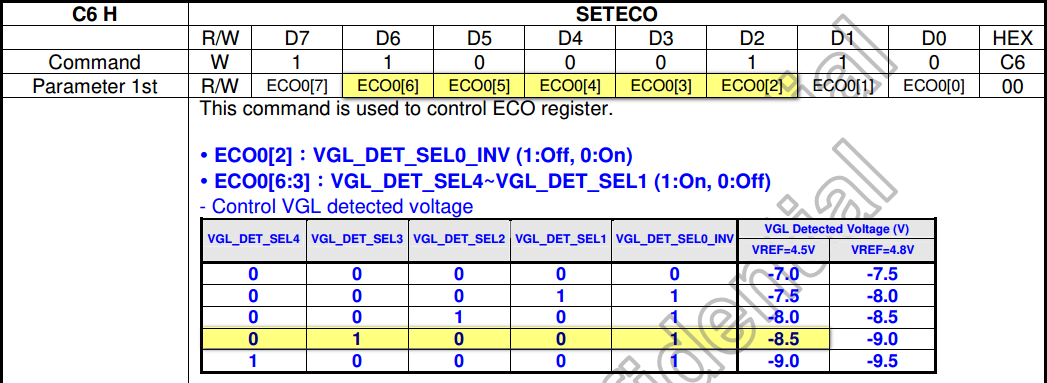 C6 H SETECO
R/W D7 D6 D5 D4 D3 D2 D1 D0 HEX
Command W 1 1 0 0 0 1 1 0 C6
Parameter 1st R/W ECO0[7] ECO0[6] ECO0[5] ECO0[4] ECO0[3] ECO0[2] ECO0[1] ECO0[0] 00
This command is used to control ECO register.
• ECO0[2]：VGL_DET_SEL0_INV (1:Off, 0:On)
• ECO0[6:3]：VGL_DET_SEL4~VGL_DET_SEL1 (1:On, 0:Off)
- Control VGL detected voltage
VGL_DET_SEL4 VGL_DET_SEL3 VGL_DET_SEL2 VGL_DET_SEL1 VGL_DET_SEL0_INV VGL Detected Voltage (V)
VREF=4.5V VREF=4.8V
0 0 0 0 0 -7.0 -7.5
0 0 0 1 1 -7.5 -8.0
0 0 1 0 1 -8.0 -8.5
0 1 0 0 1 -8.5 -9.0
1 0 0 0 1 -9.0 -9.5